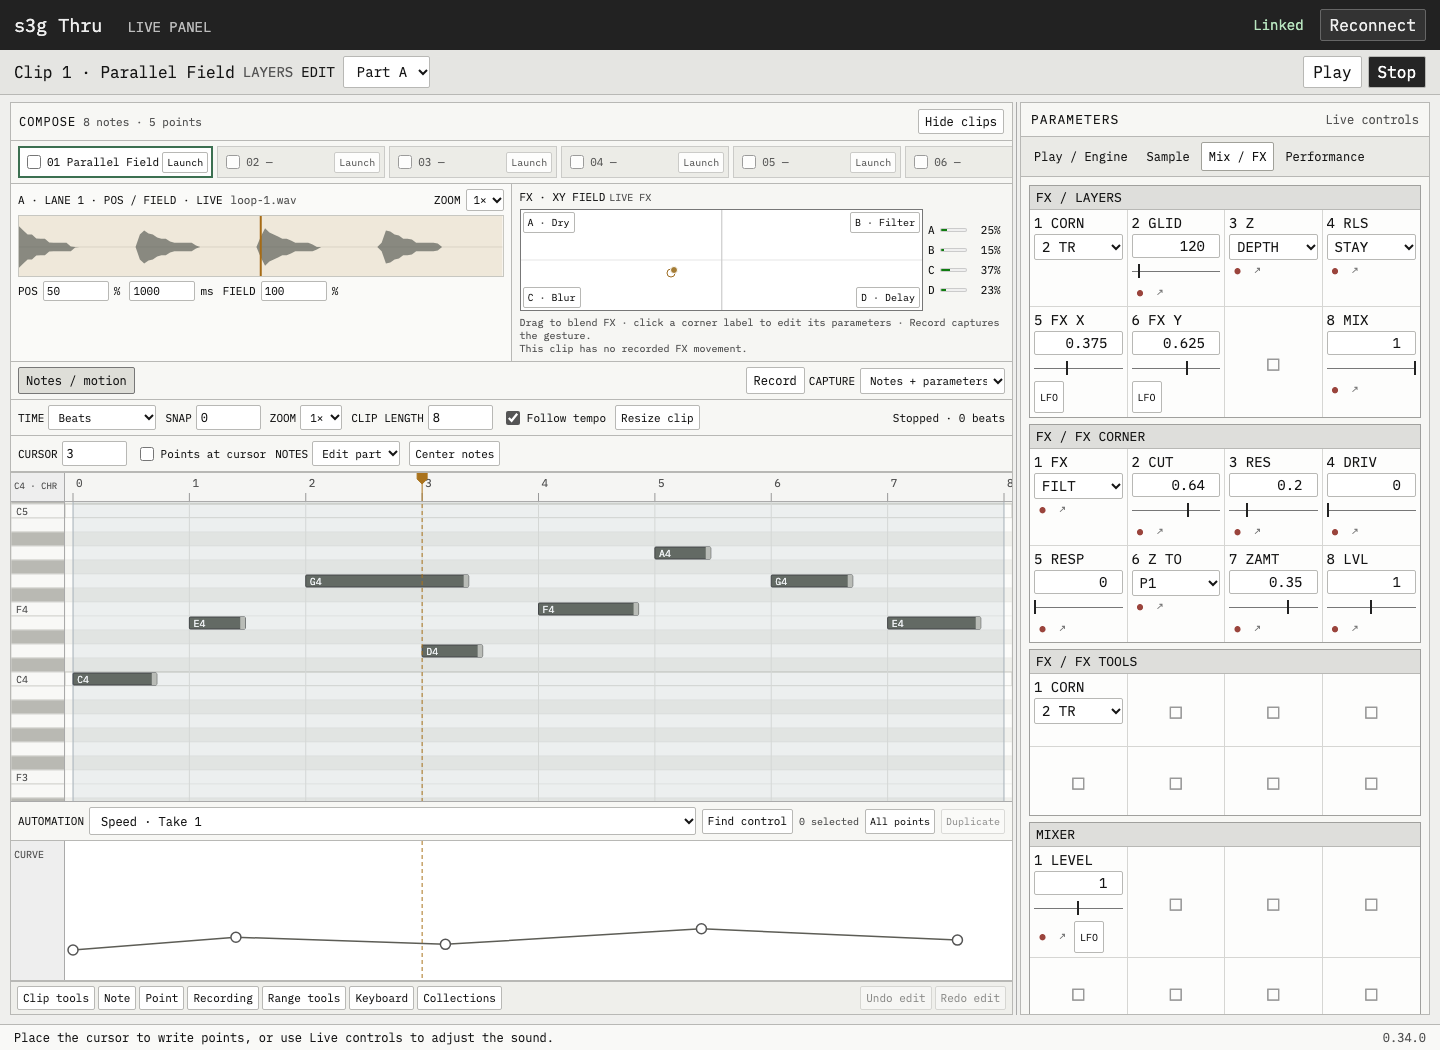 s3g Thru LIVE PANEL Linked Reconnect
Clip 1 · Parallel Field LAYERS EDIT Part A Play Stop
COMPOSE 8 notes · 5 points Hide clips
01 Parallel Field Launch 02 — Launch 03 — Launch 04 — Launch 05 — Launch 06 —
A · LANE 1 · POS / FIELD · LIVE loop-1.wav ZOOM 1×
POS 50 % 1000 ms FIELD 100 %
FX · XY FIELD LIVE FX
A · Dry B · Filter
C · Blur D · Delay
A 25%
B 15%
C 37%
D 23%
Drag to blend FX · click a corner label to edit its parameters · Record captures
the gesture.
This clip has no recorded FX movement.
Notes / motion Record CAPTURE Notes + parameters
TIME Beats SNAP 0 ZOOM 1× CLIP LENGTH 8 Follow tempo Resize clip Stopped · 0 beats
CURSOR 3 Points at cursor NOTES Edit part Center notes
C4 · CHR 0 1 2 3 4 5 6 7 8
C5
A4
G4 G4
F4 F4
E4 E4
D4
C4 C4
F3
AUTOMATION Speed · Take 1 Find control 0 selected All points Duplicate
CURVE
Clip tools Note Point Recording Range tools Keyboard Collections Undo edit Redo edit
PARAMETERS Live controls
Play / Engine Sample Mix / FX Performance
FX / LAYERS
1 CORN 2 GLID 3 Z 4 RLS
2 TR 120 DEPTH STAY
5 FX X 6 FX Y 8 MIX
0.375 0.625 1
LFO LFO
FX / FX CORNER
1 FX 2 CUT 3 RES 4 DRIV
FILT 0.64 0.2 0
5 RESP 6 Z TO 7 ZAMT 8 LVL
0 P1 0.35 1
FX / FX TOOLS
1 CORN
2 TR
MIXER
1 LEVEL
1
LFO
Place the cursor to write points, or use Live controls to adjust the sound. 0.34.0